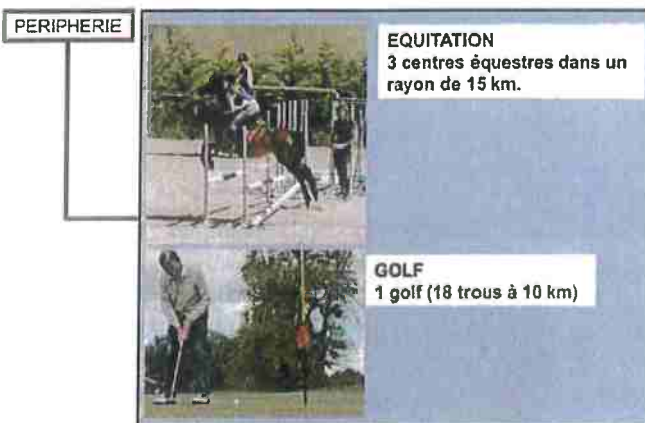 PERIPHERIE
EQUITATION
3 centres équestres dans un
rayon de 15 km.
GOLF
1 golf (18 trous à 10 km)